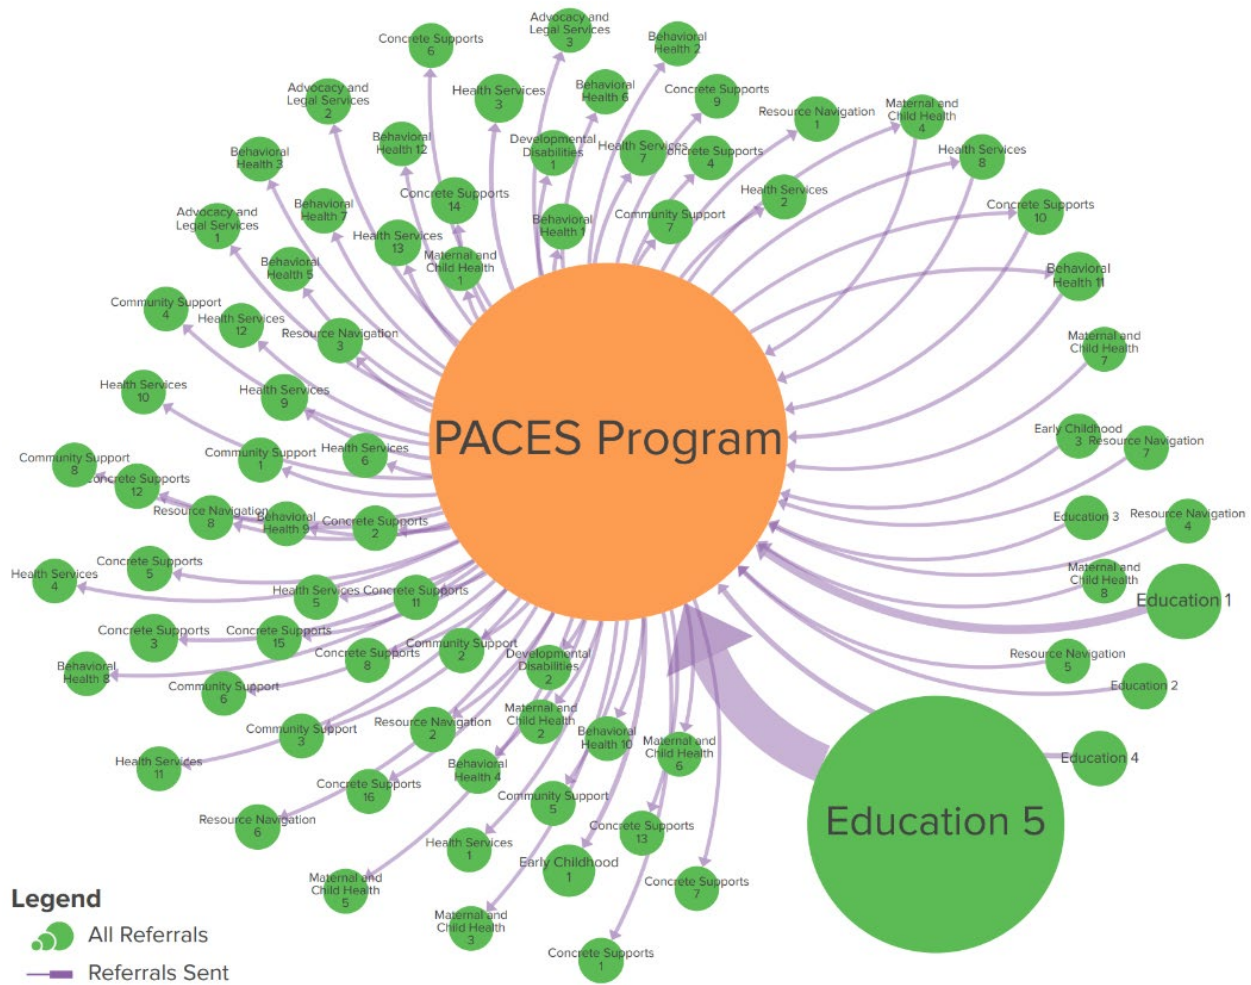 Advocacy and
Legal Services
3
Concrete Supports
6
Behavioral
Health 2
Advocacy and
Legal Services
2
Health Services
3
Behavioral
Health 6
Concrete Supports
9
Resource Navigation
1
Maternal and
Child Health
4
Behavioral
Health 3
Behavioral
Health 12
Developmental
Disabilities
1
Health Services
7
oncrete Supports
4
Health Services
8
Advocacy and
Legal Services
1
Behavioral
Health 7
Concrete Supports
14
Health Services
2
Concrete Supports
10
Behavioral
Health 5
Health Services
13
Maternal and
Child Health
1
Behavioral
Health 1
Community Support
7
Behavioral
Health 11
Community Support
4
Health Services
12
Resource Navigation
3
Maternal and
Child Health
7
Health Services
10
Health Services
9
PACES Program
Early Childhood
3
Resource Navigation
7
Community Support
8
oncrete Supports
12
Community Support
1
Health Services
6
Resource Navigation
8
Behavioral
Health 9
Concrete Supports
2
Education 3
Resource Navigation
4
Health Services
4
Concrete Supports
5
Health Services
5
Concrete Supports
11
Maternal and
Child Health
8
Education 1
Concrete Supports
3
Concrete Supports
15
Concrete Supports
8
Community Support
2
Developmental
Disabilities
2
Resource Navigation
5
Behavioral
Health 8
Community Support
6
Education 2
Community Support
3
Resource Navigation
2
Maternal and
Child Health
2
Behavioral
Health 10
Maternal and
Child Health
6
Education 4
Health Services
11
Concrete Supports
16
Behavioral
Health 4
Community Support
5
Education 5
Resource Navigation
6
Health Services
1
Concrete Supports
13
Early Childhood
1
Maternal and
Child Health
5
Concrete Supports
7
Maternal and
Child Health
3
Concrete Supports
1
Legend
All Referrals
Referrals Sent